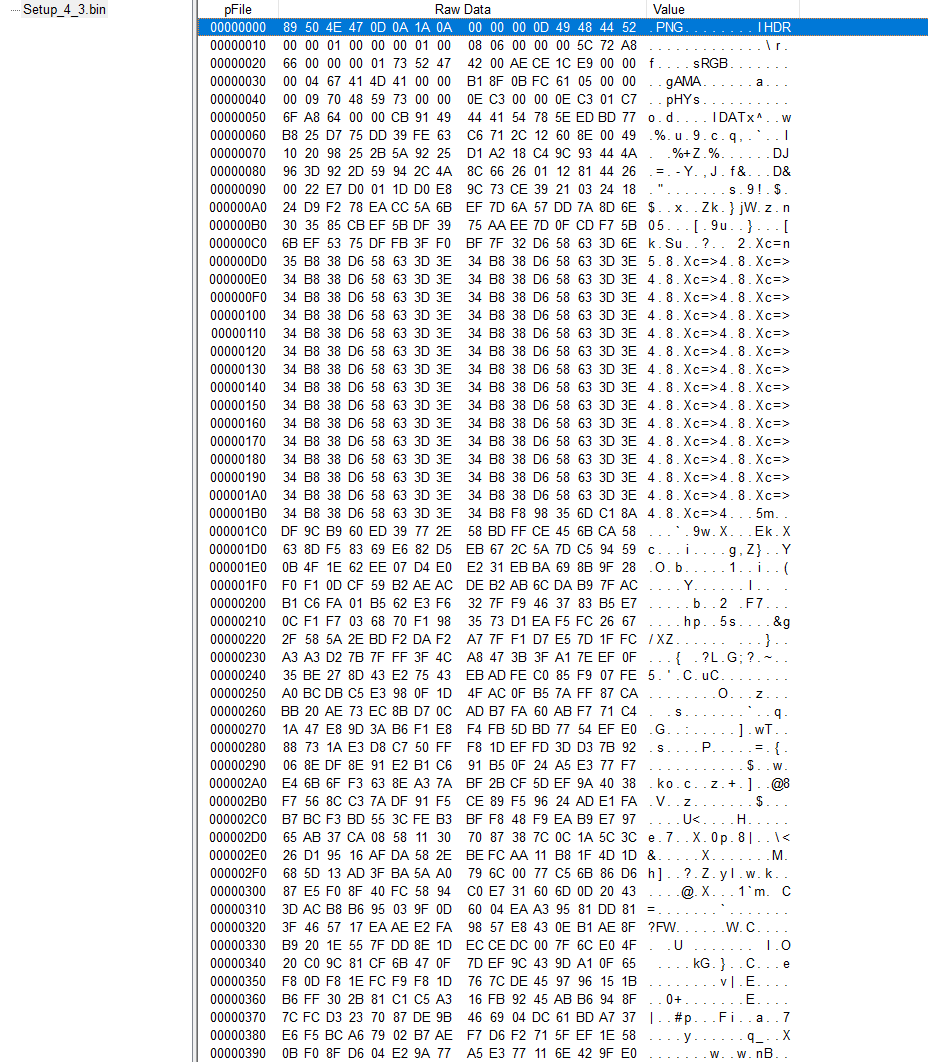 Setup_4_3.bin
pFile Raw Data Value
00000000 89 50 4E 47 0D 0A 1A 0A 00 00 00 0D 49 48 44 52 .PNG........IHDR
00000010 00 00 01 00 00 00 01 00 08 06 00 00 00 5C 72 A8 .............\r.
00000020 66 00 00 00 01 73 52 47 42 00 AE CE 1C E9 00 00 f....sRGB.......
00000030 00 04 67 41 4D 41 00 00 B1 8F 0B FC 61 05 00 00 ..gAMA......a...
00000040 00 09 70 48 59 73 00 00 0E C3 00 00 0E C3 01 C7 ..pHYs..........
00000050 6F A8 64 00 00 CB 91 49 44 41 54 78 5E ED BD 77 o.d....IDATx^..w
00000060 B8 25 D7 75 DD 39 FE 63 C6 71 2C 12 60 8E 00 49 .%.u.9.c.q,.`..I
00000070 10 20 98 25 2B 5A 92 25 D1 A2 18 C4 9C 93 44 4A . .%+Z.%......DJ
00000080 96 3D 92 2D 59 94 2C 4A 8C 66 26 01 12 81 44 26 .=.-Y.,J.f&...D&
00000090 00 22 E7 D0 01 1D D0 E8 9C 73 CE 39 21 03 24 18 .".......s.9!.$.
000000A0 24 D9 F2 78 EA CC 5A 6B EF 7D 6A 57 DD 7A 8D 6E $..x..Zk.}jW.z.n
000000B0 30 35 85 CB EF 5B DF 39 75 AA EE 7D 0F CD F7 5B 05...[.9u..}...[
000000C0 6B EF 53 75 DF FB 3F F0 BF 7F 32 D6 58 63 3D 6E k.Su..?...2.Xc=n
000000D0 35 B8 38 D6 58 63 3D 3E 34 B8 38 D6 58 63 3D 3E 5.8.Xc=>4.8.Xc=>
000000E0 34 B8 38 D6 58 63 3D 3E 34 B8 38 D6 58 63 3D 3E 4.8.Xc=>4.8.Xc=>
000000F0 34 B8 38 D6 58 63 3D 3E 34 B8 38 D6 58 63 3D 3E 4.8.Xc=>4.8.Xc=>
00000100 34 B8 38 D6 58 63 3D 3E 34 B8 38 D6 58 63 3D 3E 4.8.Xc=>4.8.Xc=>
00000110 34 B8 38 D6 58 63 3D 3E 34 B8 38 D6 58 63 3D 3E 4.8.Xc=>4.8.Xc=>
00000120 34 B8 38 D6 58 63 3D 3E 34 B8 38 D6 58 63 3D 3E 4.8.Xc=>4.8.Xc=>
00000130 34 B8 38 D6 58 63 3D 3E 34 B8 38 D6 58 63 3D 3E 4.8.Xc=>4.8.Xc=>
00000140 34 B8 38 D6 58 63 3D 3E 34 B8 38 D6 58 63 3D 3E 4.8.Xc=>4.8.Xc=>
00000150 34 B8 38 D6 58 63 3D 3E 34 B8 38 D6 58 63 3D 3E 4.8.Xc=>4.8.Xc=>
00000160 34 B8 38 D6 58 63 3D 3E 34 B8 38 D6 58 63 3D 3E 4.8.Xc=>4.8.Xc=>
00000170 34 B8 38 D6 58 63 3D 3E 34 B8 38 D6 58 63 3D 3E 4.8.Xc=>4.8.Xc=>
00000180 34 B8 38 D6 58 63 3D 3E 34 B8 38 D6 58 63 3D 3E 4.8.Xc=>4.8.Xc=>
00000190 34 B8 38 D6 58 63 3D 3E 34 B8 38 D6 58 63 3D 3E 4.8.Xc=>4.8.Xc=>
000001A0 34 B8 38 D6 58 63 3D 3E 34 B8 38 D6 58 63 3D 3E 4.8.Xc=>4.8.Xc=>
000001B0 34 B8 38 D6 58 63 3D 3E 34 B8 F8 98 35 6D C1 8A 4.8.Xc=>4...5m..
000001C0 DF 9C B9 60 ED 39 77 2E 58 BD FF CE 45 6B CA 58 ...`.9w.X...Ek.X
000001D0 63 8D F5 83 69 E6 82 D5 EB 67 2C 5A 7D C5 94 59 c...i....g,Z}..Y
000001E0 0B 4F 1E 62 EE 07 D4 E0 E2 31 EB BA 69 8B 9F 28 .O.b.....1..i..(
000001F0 F0 F1 0D CF 59 B2 AE AC DE B2 AB 6C DA B9 7F AC ....Y......l....
00000200 B1 C6 FA 01 B5 62 E3 F6 32 7F F9 46 37 83 B5 E7 .....b..2..F7...
00000210 0C F1 F7 03 68 70 F1 98 35 73 D1 EA F5 FC 26 67 ....hp..5s....&g
00000220 2F 58 5A 2E BD F2 DA F2 A7 7F F1 D7 E5 7D 1F FC /XZ..........}..
00000230 A3 A3 D2 7B 7F FF 3F 4C A8 47 3B 3F A1 7E EF 0F ...{..?L.G;?.~..
00000240 35 BE 27 8D 43 E2 75 43 EB AD FE C0 85 F9 07 FE 5.'.C.uC........
00000250 A0 BC DB C5 E3 98 0F 1D 4F AC 0F B5 7A FF 87 CA ........O...z...
00000260 BB 20 AE 73 EC 8B D7 0C AD B7 FA 60 AB F7 71 C4 . .s.......`..q.
00000270 1A 47 E8 9D 3A B6 F1 E8 F4 FB 5D BD 77 54 EF E0 .G..:.....].wT..
00000280 88 73 1A E3 D8 C7 50 FF F8 1D EF FD 3D D3 7B 92 .s....P.....=.{.
00000290 06 8E DF 8E 91 E2 B1 C6 91 B5 0F 24 A5 E3 77 F7 ...........$..w.
000002A0 E4 6B 6F F3 63 8E A3 7A BF 2B CF 5D EF 9A 40 38 .ko.c..z.+.]..@8
000002B0 F7 56 8C C3 7A DF 91 F5 CE 89 F5 96 24 AD E1 FA .V..z.......$...
000002C0 B7 BC F3 BD 55 3C FE B3 BF F8 48 F9 EA B9 E7 97 ....U<....H.....
000002D0 65 AB 37 CA 08 58 11 30 70 87 38 7C 0C 1A 5C 3C e.7..X.0p.8|..\<
000002E0 26 D1 95 16 AF DA 58 2E BE FC AA 11 B8 1F 4D 1D &.....X.......M.
000002F0 68 5D 13 AD 3F BA 5A A0 79 6C 00 77 C5 6B 86 D6 h]..?.Z.yl.w.k..
00000300 87 E5 F0 8F 40 FC 58 94 C0 E7 31 60 6D 0D 20 43 ....@.X...1`m. C
00000310 3D AC B8 B6 95 03 9F 0D 60 04 EA A3 95 81 DD 81 =.......`.......
00000320 3F 46 57 17 EA AE E2 FA 98 57 E8 43 0E B1 AE 8F ?FW......W.C....
00000330 B9 20 1E 55 7F DD 8E 1D EC CE DC 00 7F 6C E0 4F . .U.........l.O
00000340 20 C0 9C 81 CF 6B 47 0F 7D EF 9C 43 9D A1 0F 65 ....kG.}..C...e
00000350 F8 0D F8 1E FC F9 F8 1D 76 7C DE 45 97 96 15 1B ........v|.E....
00000360 B6 FF 30 2B 81 C1 C5 A3 16 FB 92 45 AB B6 94 8F ..0+.......E....
00000370 7C FC D3 23 70 87 DE 9B 46 69 04 DC 61 BD A7 37 |..#p...Fi..a..7
00000380 E6 F5 BC A6 79 02 B7 AE F7 D6 F2 71 5F EF 1E 58 ....y......q_..X
00000390 0B F0 8F D6 04 E2 9A 77 A5 E3 77 11 6E 42 9F E0 .......w..w.nB..